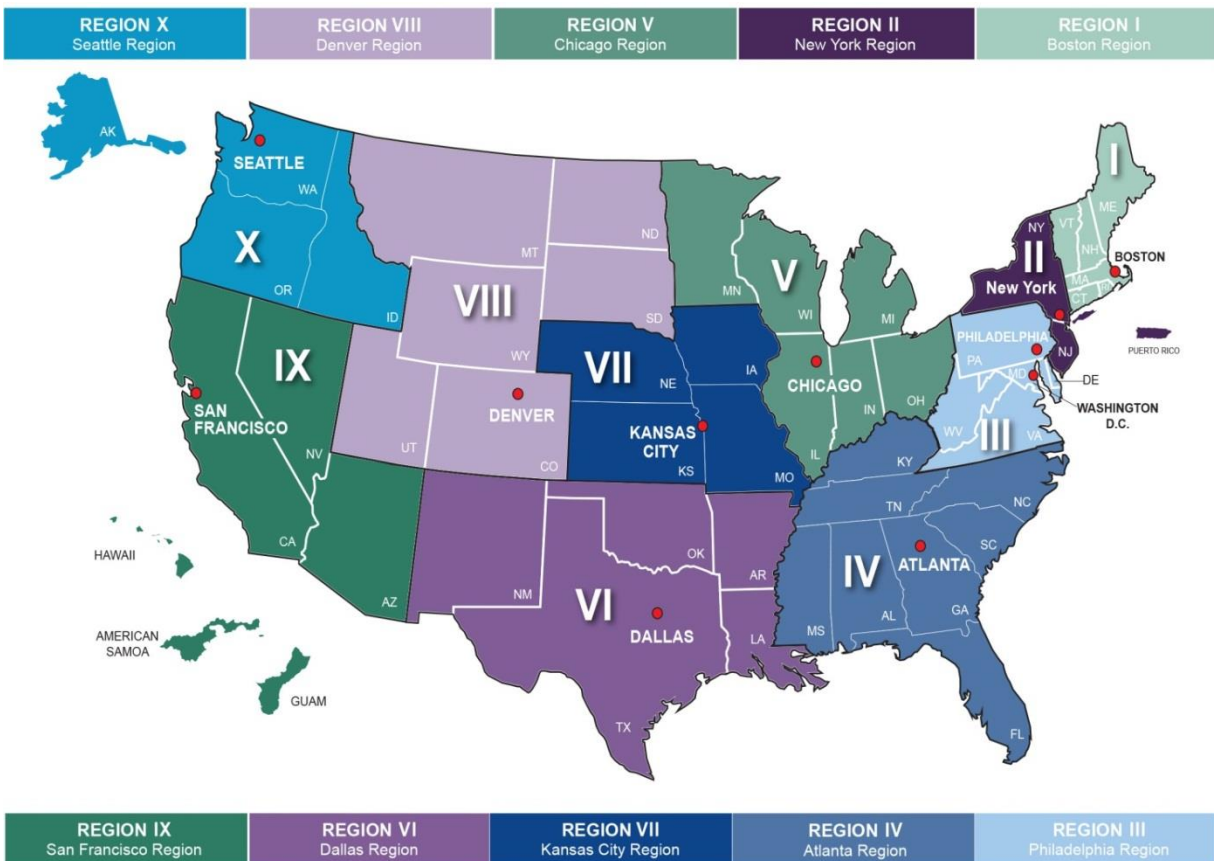 REGION X
Seattle Region
REGION VIII
Denver Region
REGION V
Chicago Region
REGION II
New York Region
REGION I
Boston Region
AK
SEATTLE
WA
X
OR
ID
MT
ND
VIII
SD
WY
DENVER
UT
CO
MN
V
WI
MI
CHICAGO
IL
IN
OH
I
ME
VT
NH
BOSTON
MA
CT
RI
NY
II
New York
NJ
PUERTO RICO
PHILADELPHIA
PA
MD
DE
WASHINGTON
D.C.
WV
III
VA
IX
SAN
FRANCISCO
NV
CA
AZ
HAWAII
AMERICAN
SAMOA
GUAM
VII
NE
IA
KANSAS
CITY
KS
MO
NM
OK
AR
VI
DALLAS
LA
TX
KY
TN
NC
SC
IV
ATLANTA
MS
AL
GA
FL
REGION IX
San Francisco Region
REGION VI
Dallas Region
REGION VII
Kansas City Region
REGION IV
Atlanta Region
REGION III
Philadelphia Region